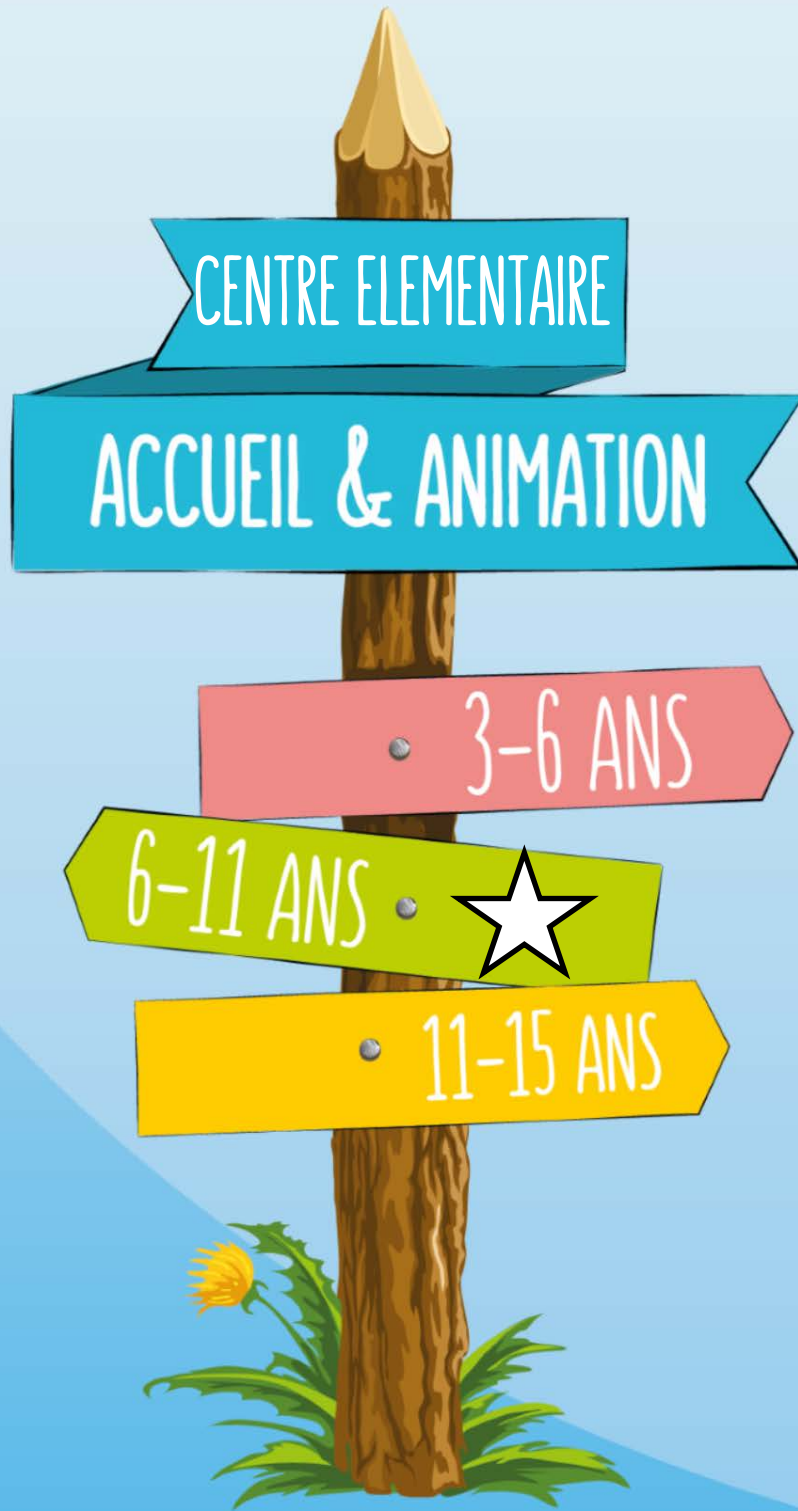 CENTRE ELEMENTAIRE
ACCUEIL & ANIMATION
3-6 ANS
6-11 ANS
11-15 ANS